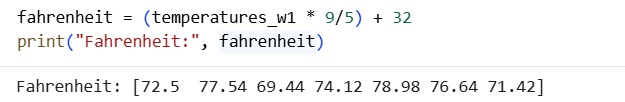 fahrenheit = (temperatures_w1 * 9/5) + 32
print("Fahrenheit:", fahrenheit)
Fahrenheit: [72.5  77.54 69.44 74.12 78.98 76.64 71.42]